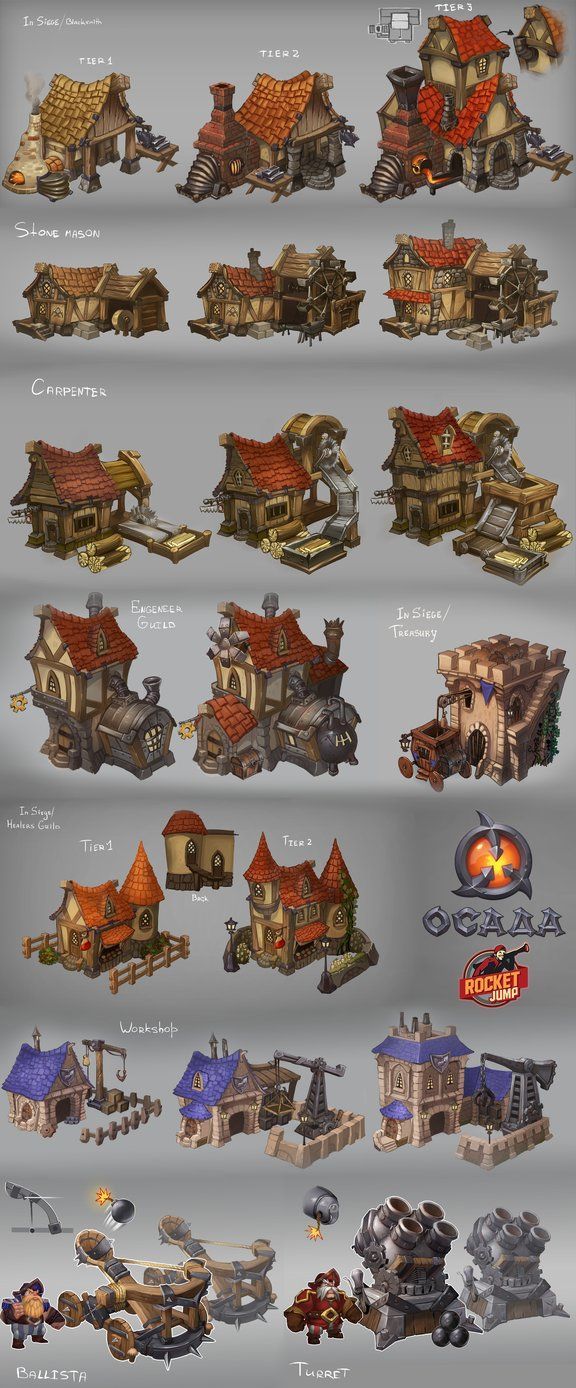 In Siege/Blacksmith
TIER 1
TIER 2
TIER 3
Stone mason
Carpenter
Engeneer
Guild
In Siege/
Treasury
In Siege/
Healers Guild
Tier 1
Back
Tier 2
ОСАДА
ROCKET
JUMP
Workshop
Ballista
Turret